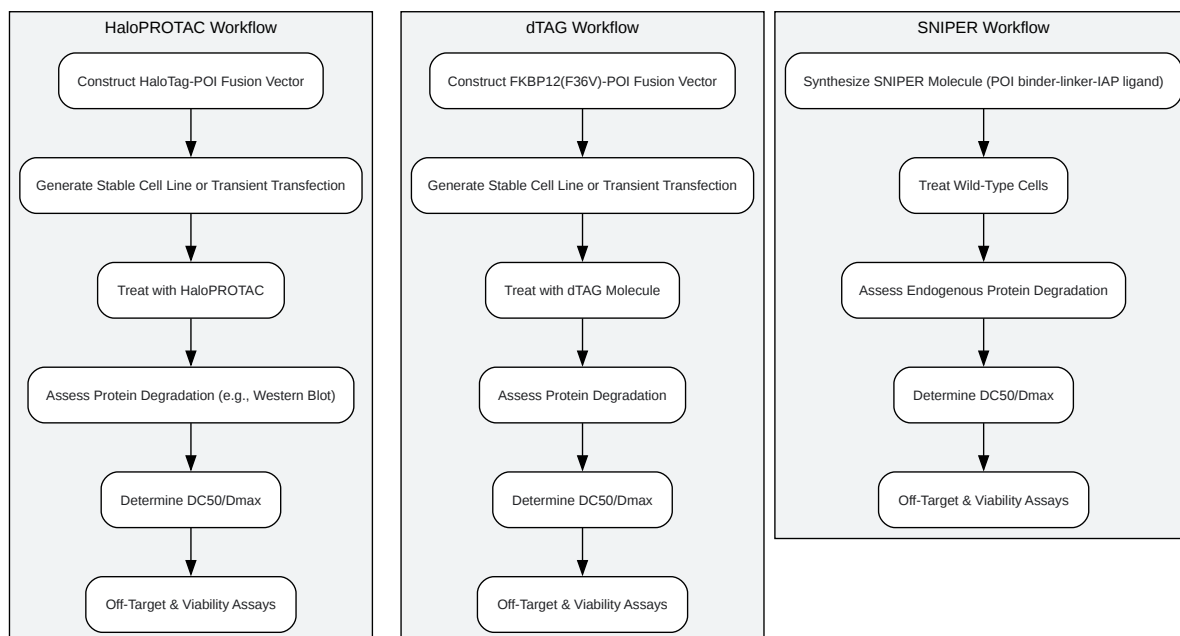 HaloPROTAC Workflow
Construct HaloTag-POI Fusion Vector
Generate Stable Cell Line or Transient Transfection
Treat with HaloPROTAC
Assess Protein Degradation (e.g., Western Blot)
Determine DC50/Dmax
Off-Target & Viability Assays
dTAG Workflow
Construct FKBP12(F36V)-POI Fusion Vector
Generate Stable Cell Line or Transient Transfection
Treat with dTAG Molecule
Assess Protein Degradation
Determine DC50/Dmax
Off-Target & Viability Assays
SNIPER Workflow
Synthesize SNIPER Molecule (POI binder-linker-IAP ligand)
Treat Wild-Type Cells
Assess Endogenous Protein Degradation
Determine DC50/Dmax
Off-Target & Viability Assays